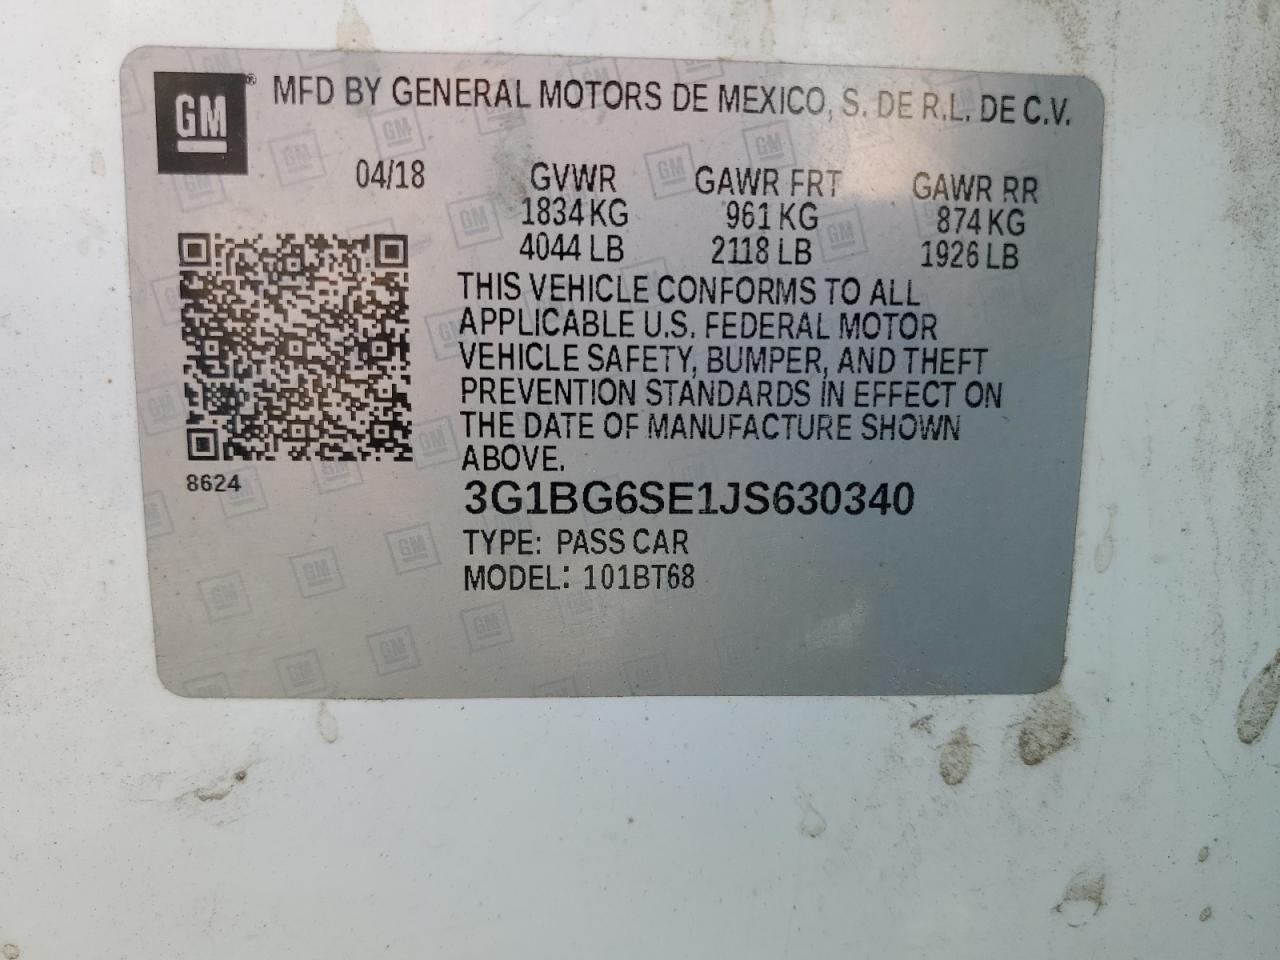 GM ® MFD BY GENERAL MOTORS DE MEXICO, S. DE R.L. DE C.V.
04/18 GVWR GAWR FRT GAWR RR
1834 KG 961 KG 874 KG
4044 LB 2118 LB 1926 LB
THIS VEHICLE CONFORMS TO ALL
APPLICABLE U.S. FEDERAL MOTOR
VEHICLE SAFETY, BUMPER, AND THEFT
PREVENTION STANDARDS IN EFFECT ON
THE DATE OF MANUFACTURE SHOWN
ABOVE.
8624
3G1BG6SE1JS630340
TYPE: PASS CAR
MODEL: 101BT68